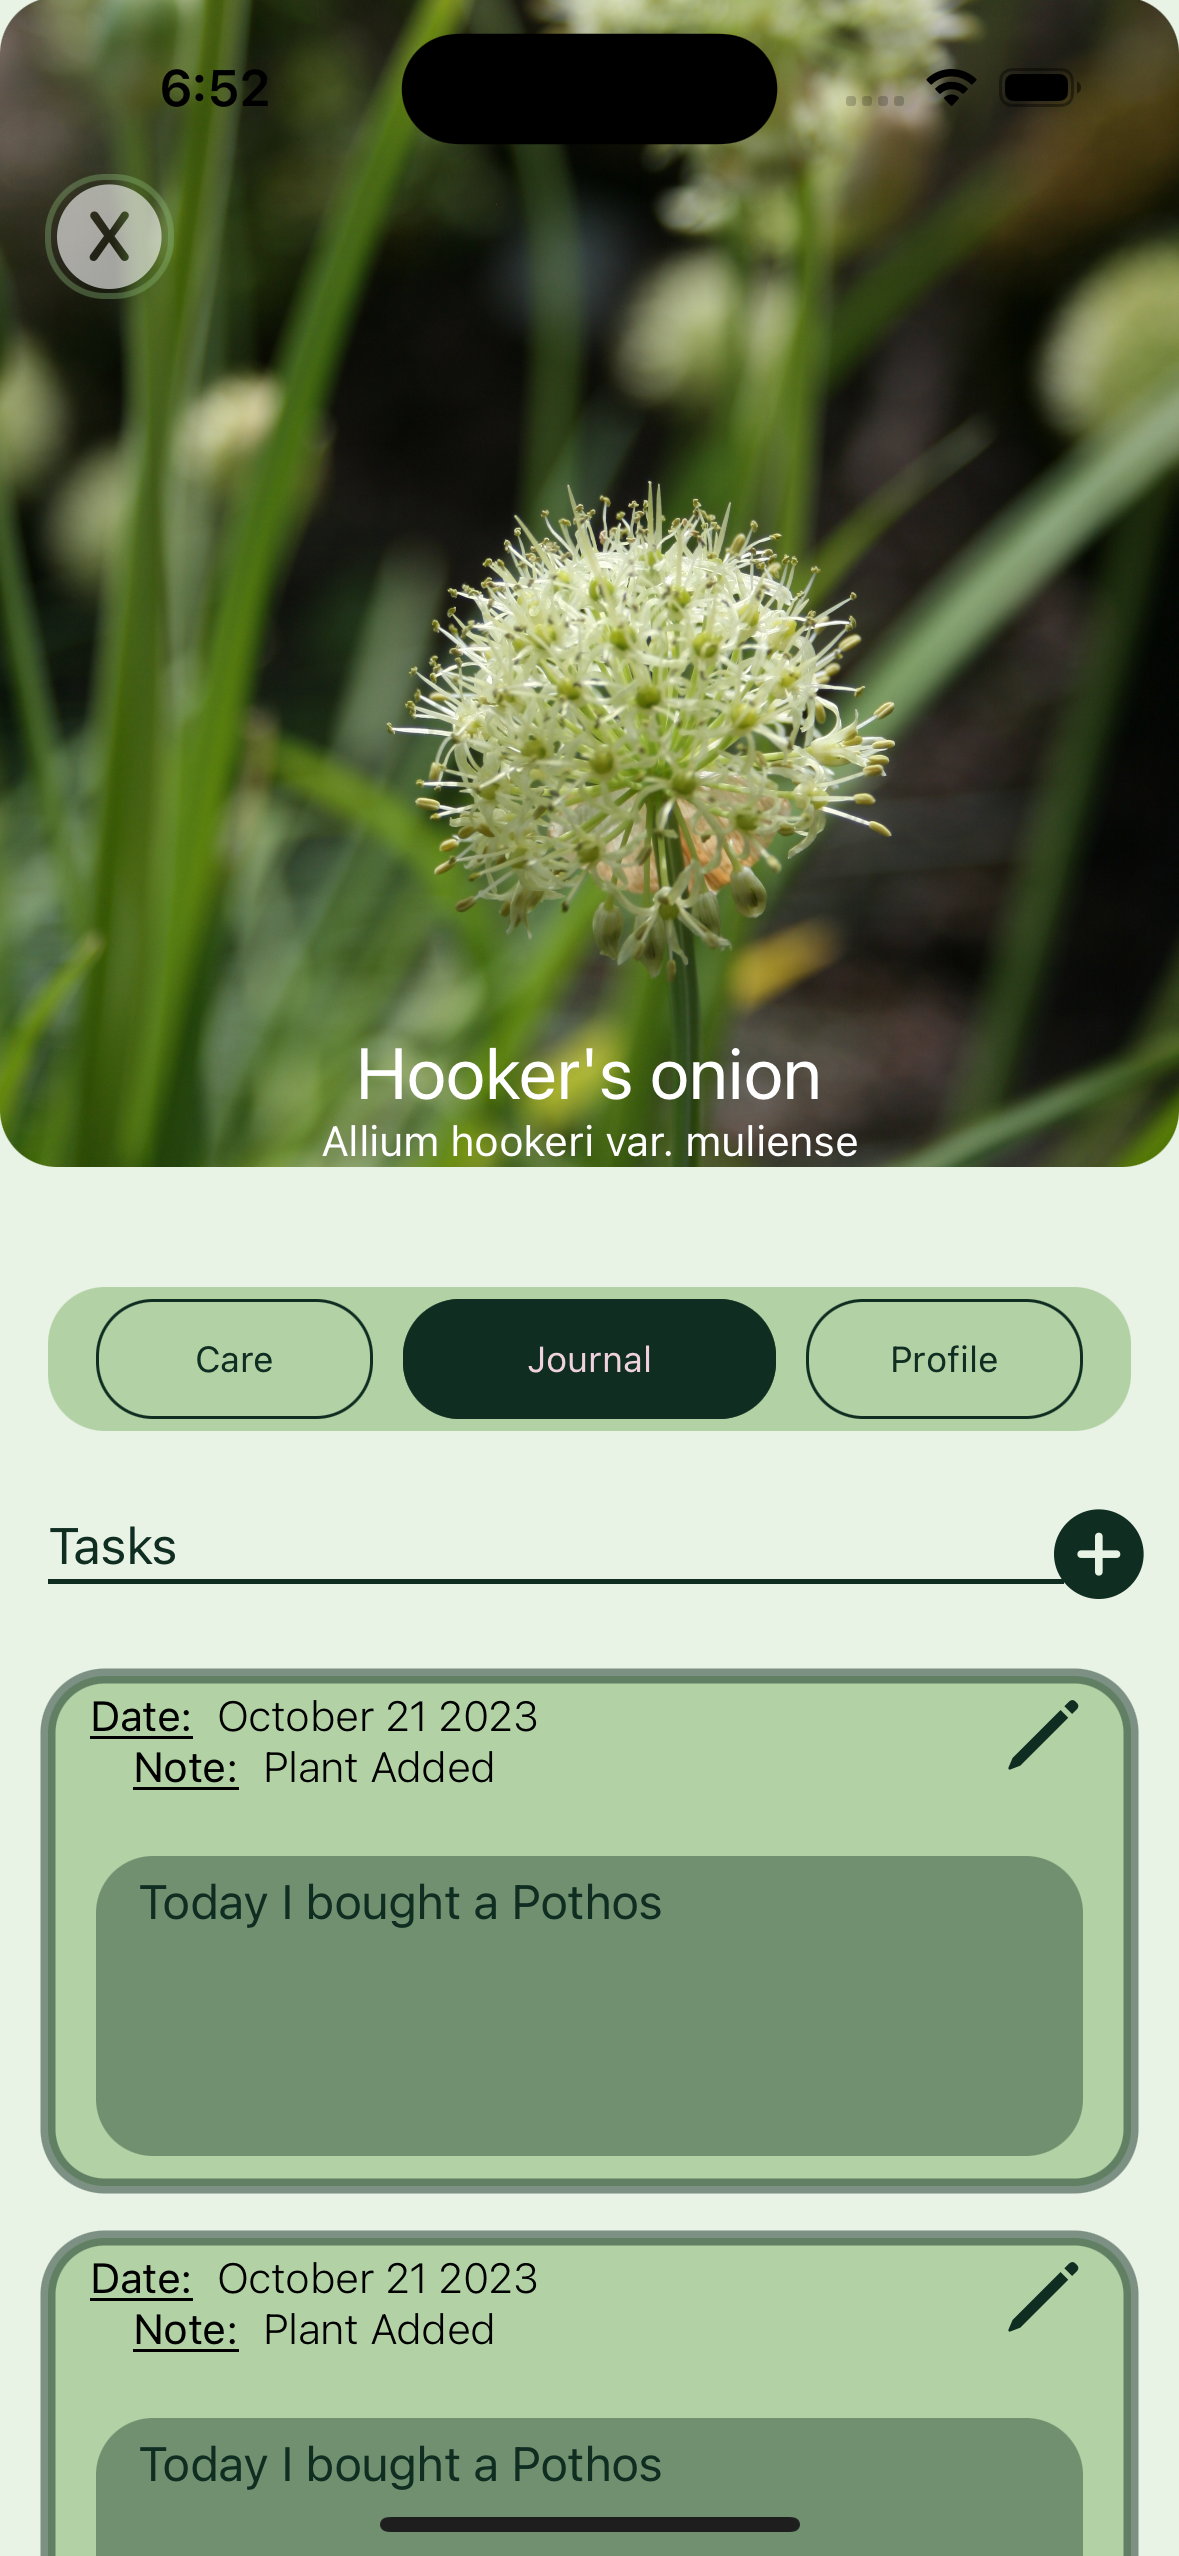 6:52
X
Hooker's onion
Allium hookeri var. muliense
Care Journal Profile
Tasks
Date: October 21 2023
Note: Plant Added
Today I bought a Pothos
Date: October 21 2023
Note: Plant Added
Today I bought a Pothos